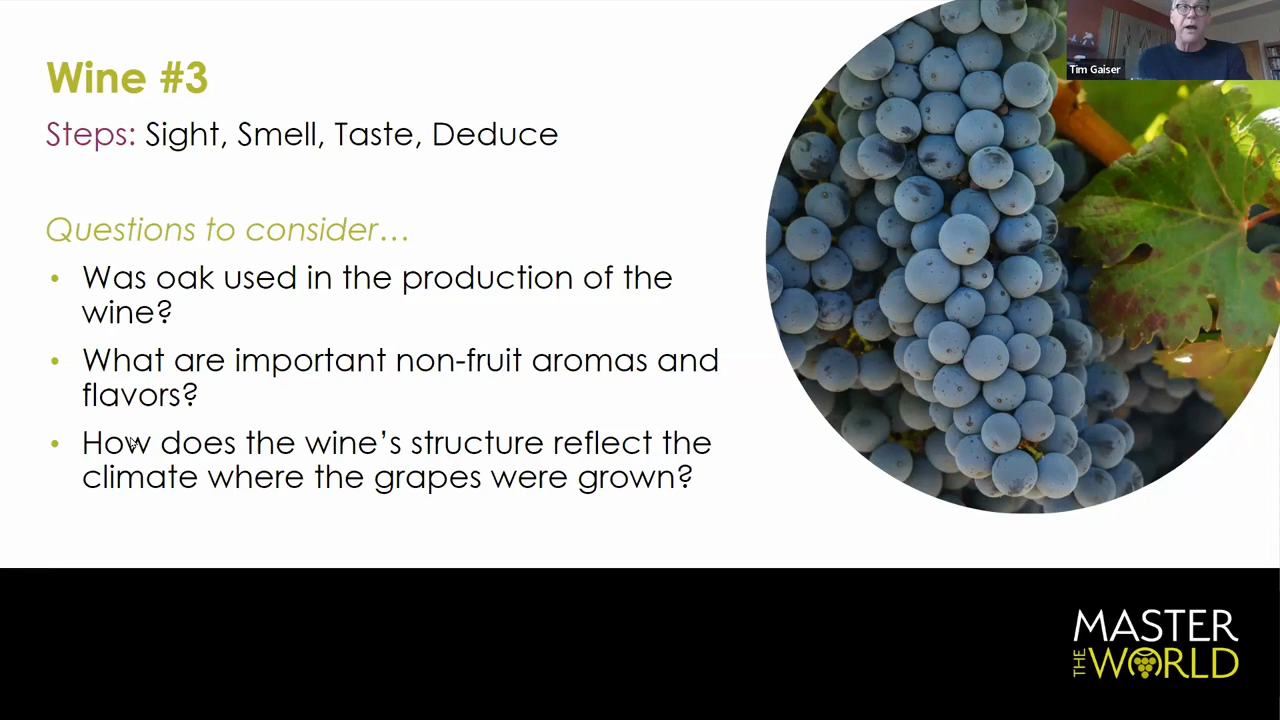 Wine #3
Steps: Sight, Smell, Taste, Deduce
Questions to consider…
• Was oak used in the production of the
wine?
• What are important non-fruit aromas and
flavors?
• How does the wine’s structure reflect the
climate where the grapes were grown?
Tim Gaiser
MASTER
THE WORLD